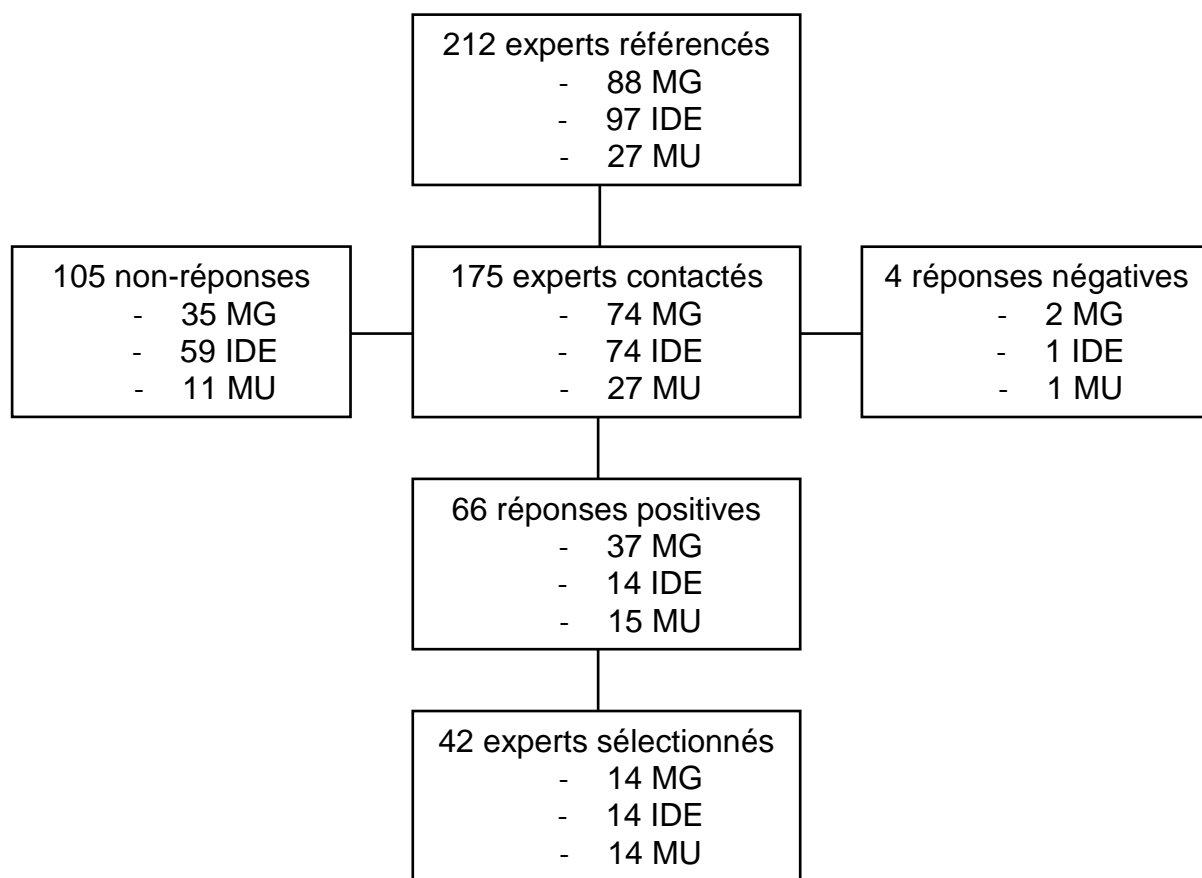 212 experts référencés
- 88 MG
- 97 IDE
- 27 MU
105 non-réponses
- 35 MG
- 59 IDE
- 11 MU
175 experts contactés
- 74 MG
- 74 IDE
- 27 MU
4 réponses négatives
- 2 MG
- 1 IDE
- 1 MU
66 réponses positives
- 37 MG
- 14 IDE
- 15 MU
42 experts sélectionnés
- 14 MG
- 14 IDE
- 14 MU